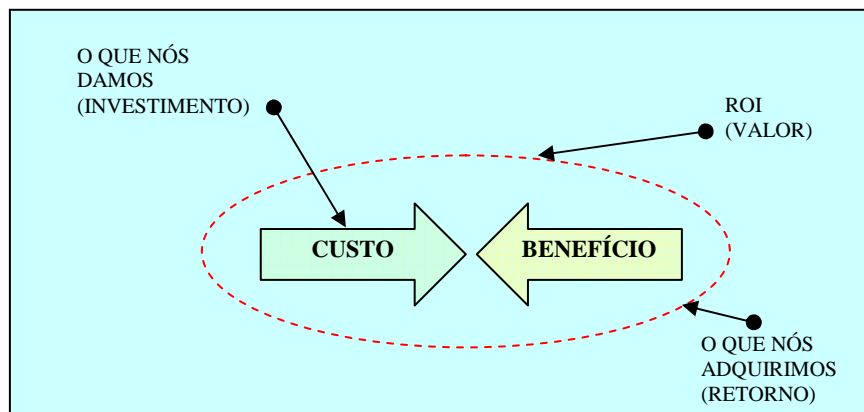 O QUE NÓS
DAMOS
(INVESTIMENTO)
ROI
(VALOR)
CUSTO
BENEFÍCIO
O QUE NÓS
ADQUIRIMOS
(RETORNO)